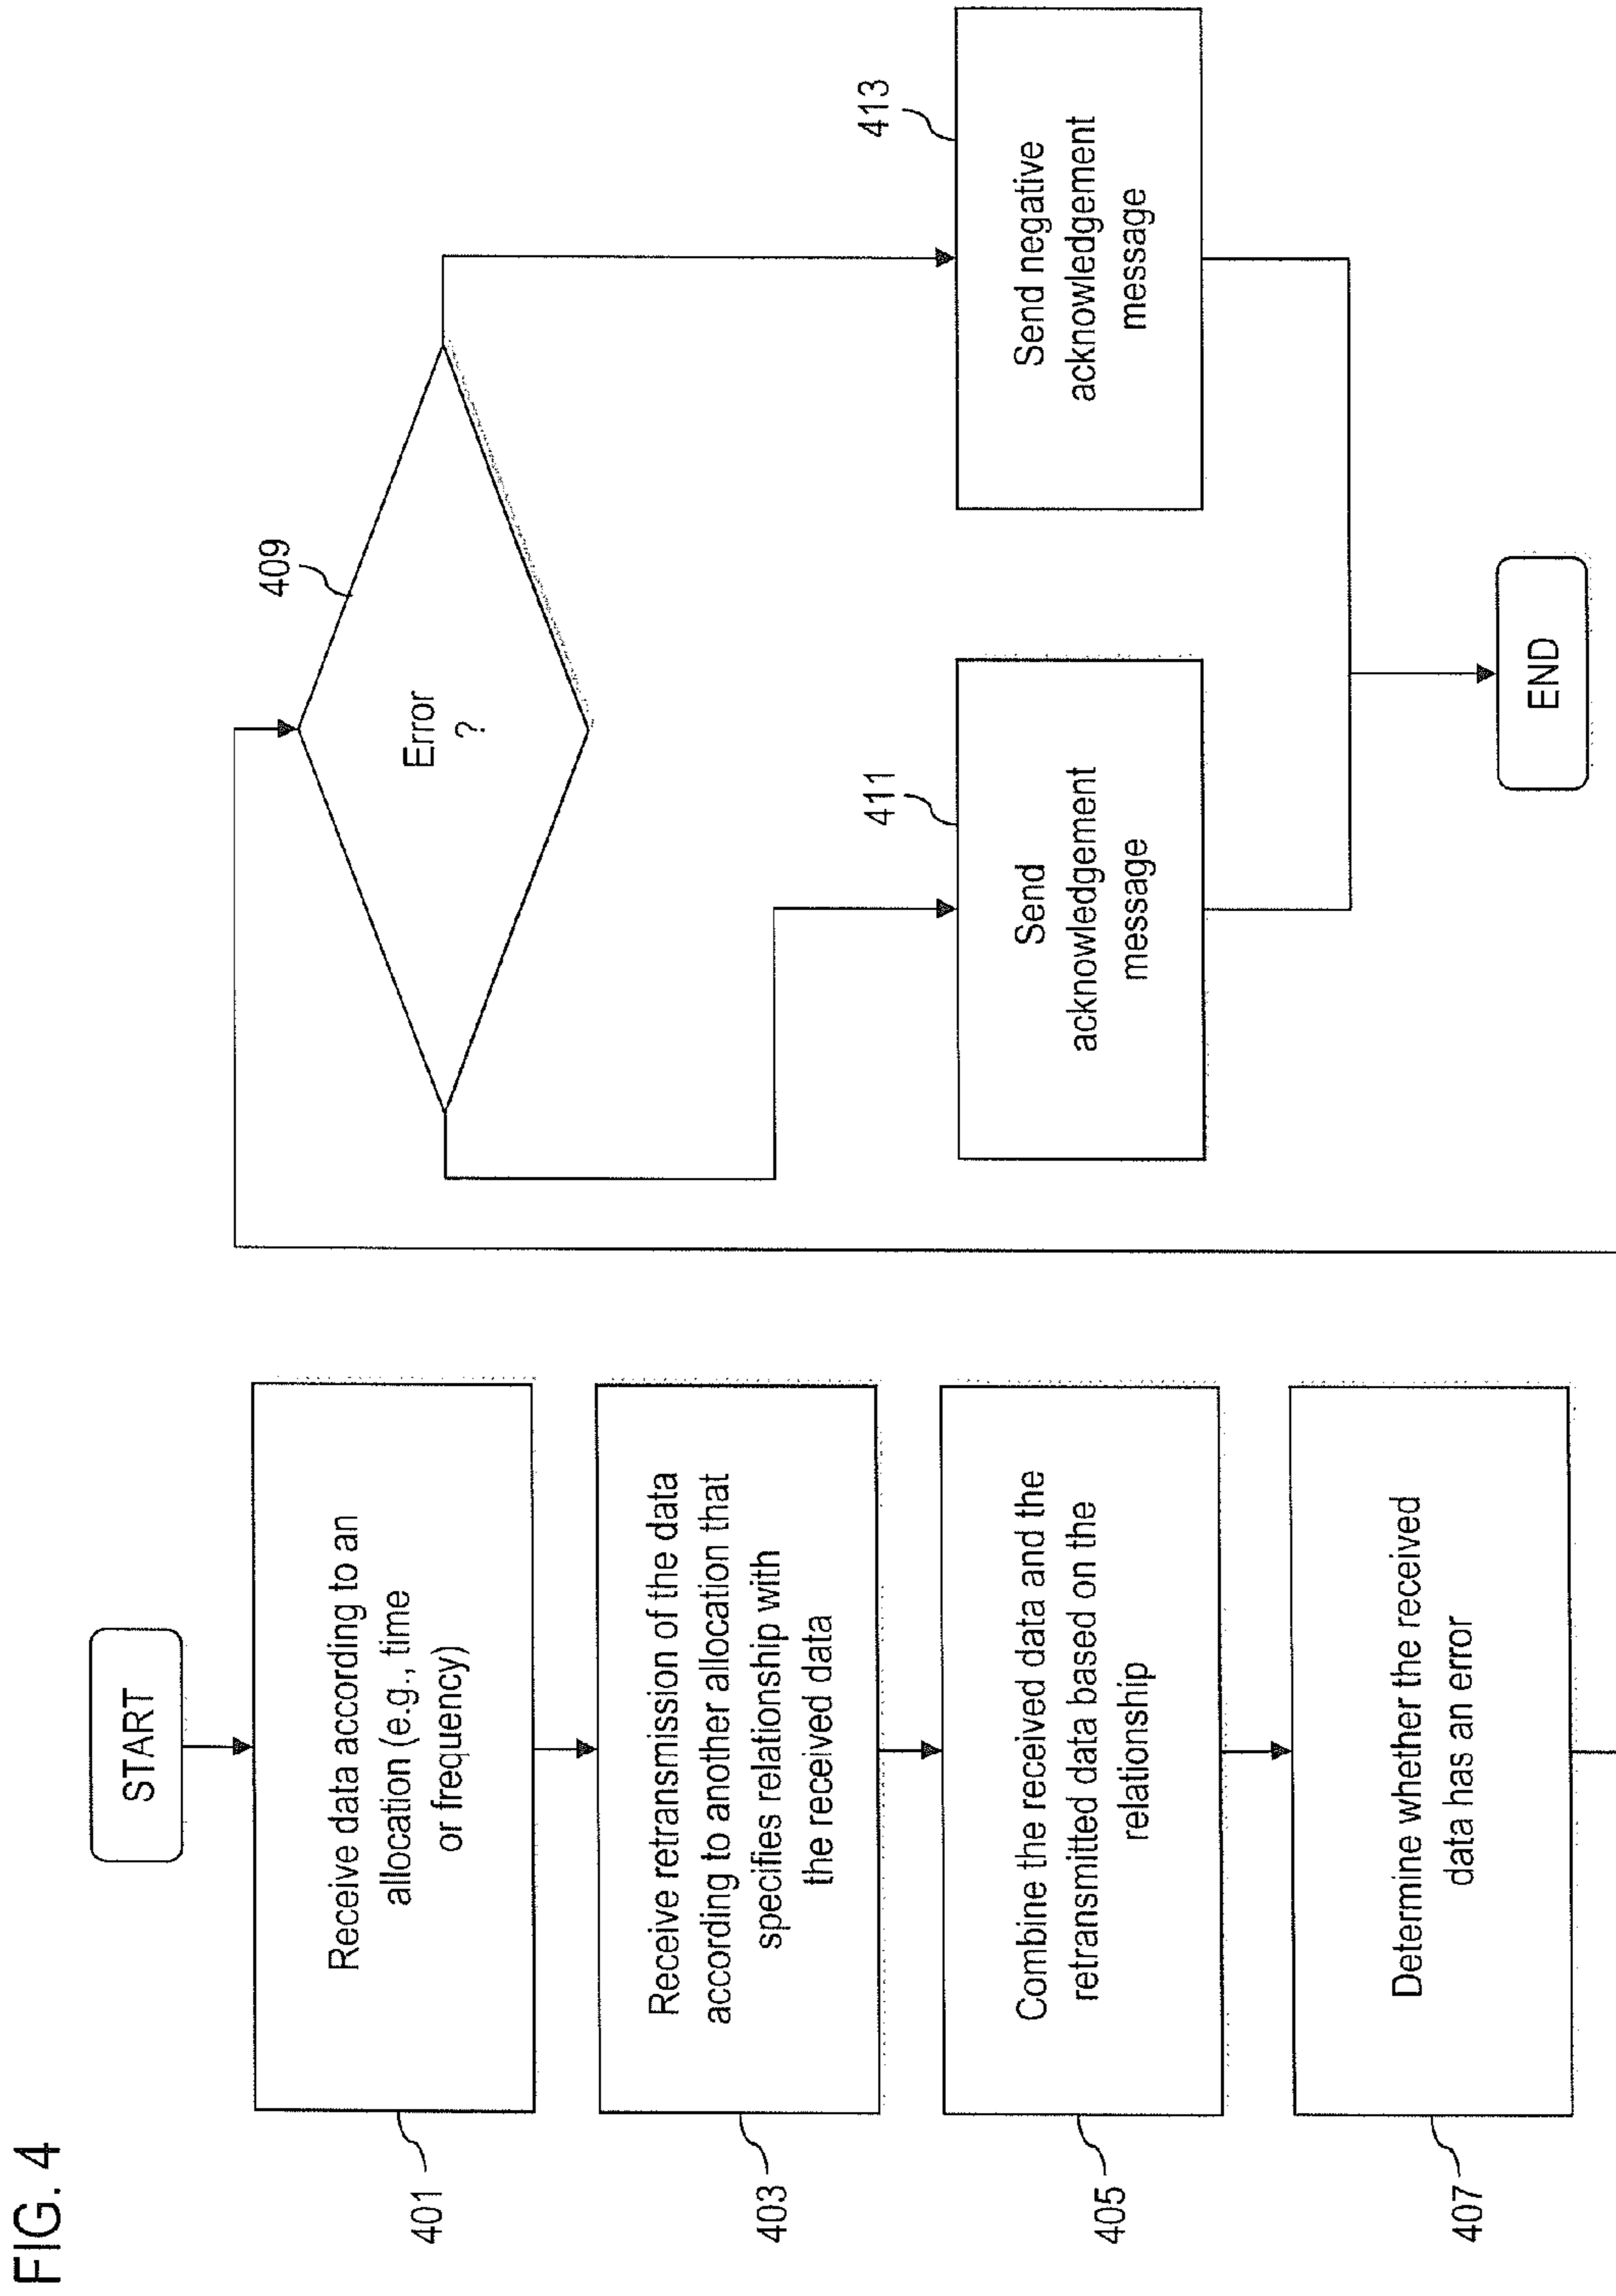 FIG. 4
START
Receive data according to an
allocation (e.g., time
or frequency)
401
Receive retransmission of the data
according to another allocation that
specifies relationship with
the received data
403
Combine the received data and the
retransmitted data based on the
relationship
405
Determine whether the received
data has an error
407
409
Error
?
411
Send
acknowledgement
message
413
Send negative
acknowledgement
message
END